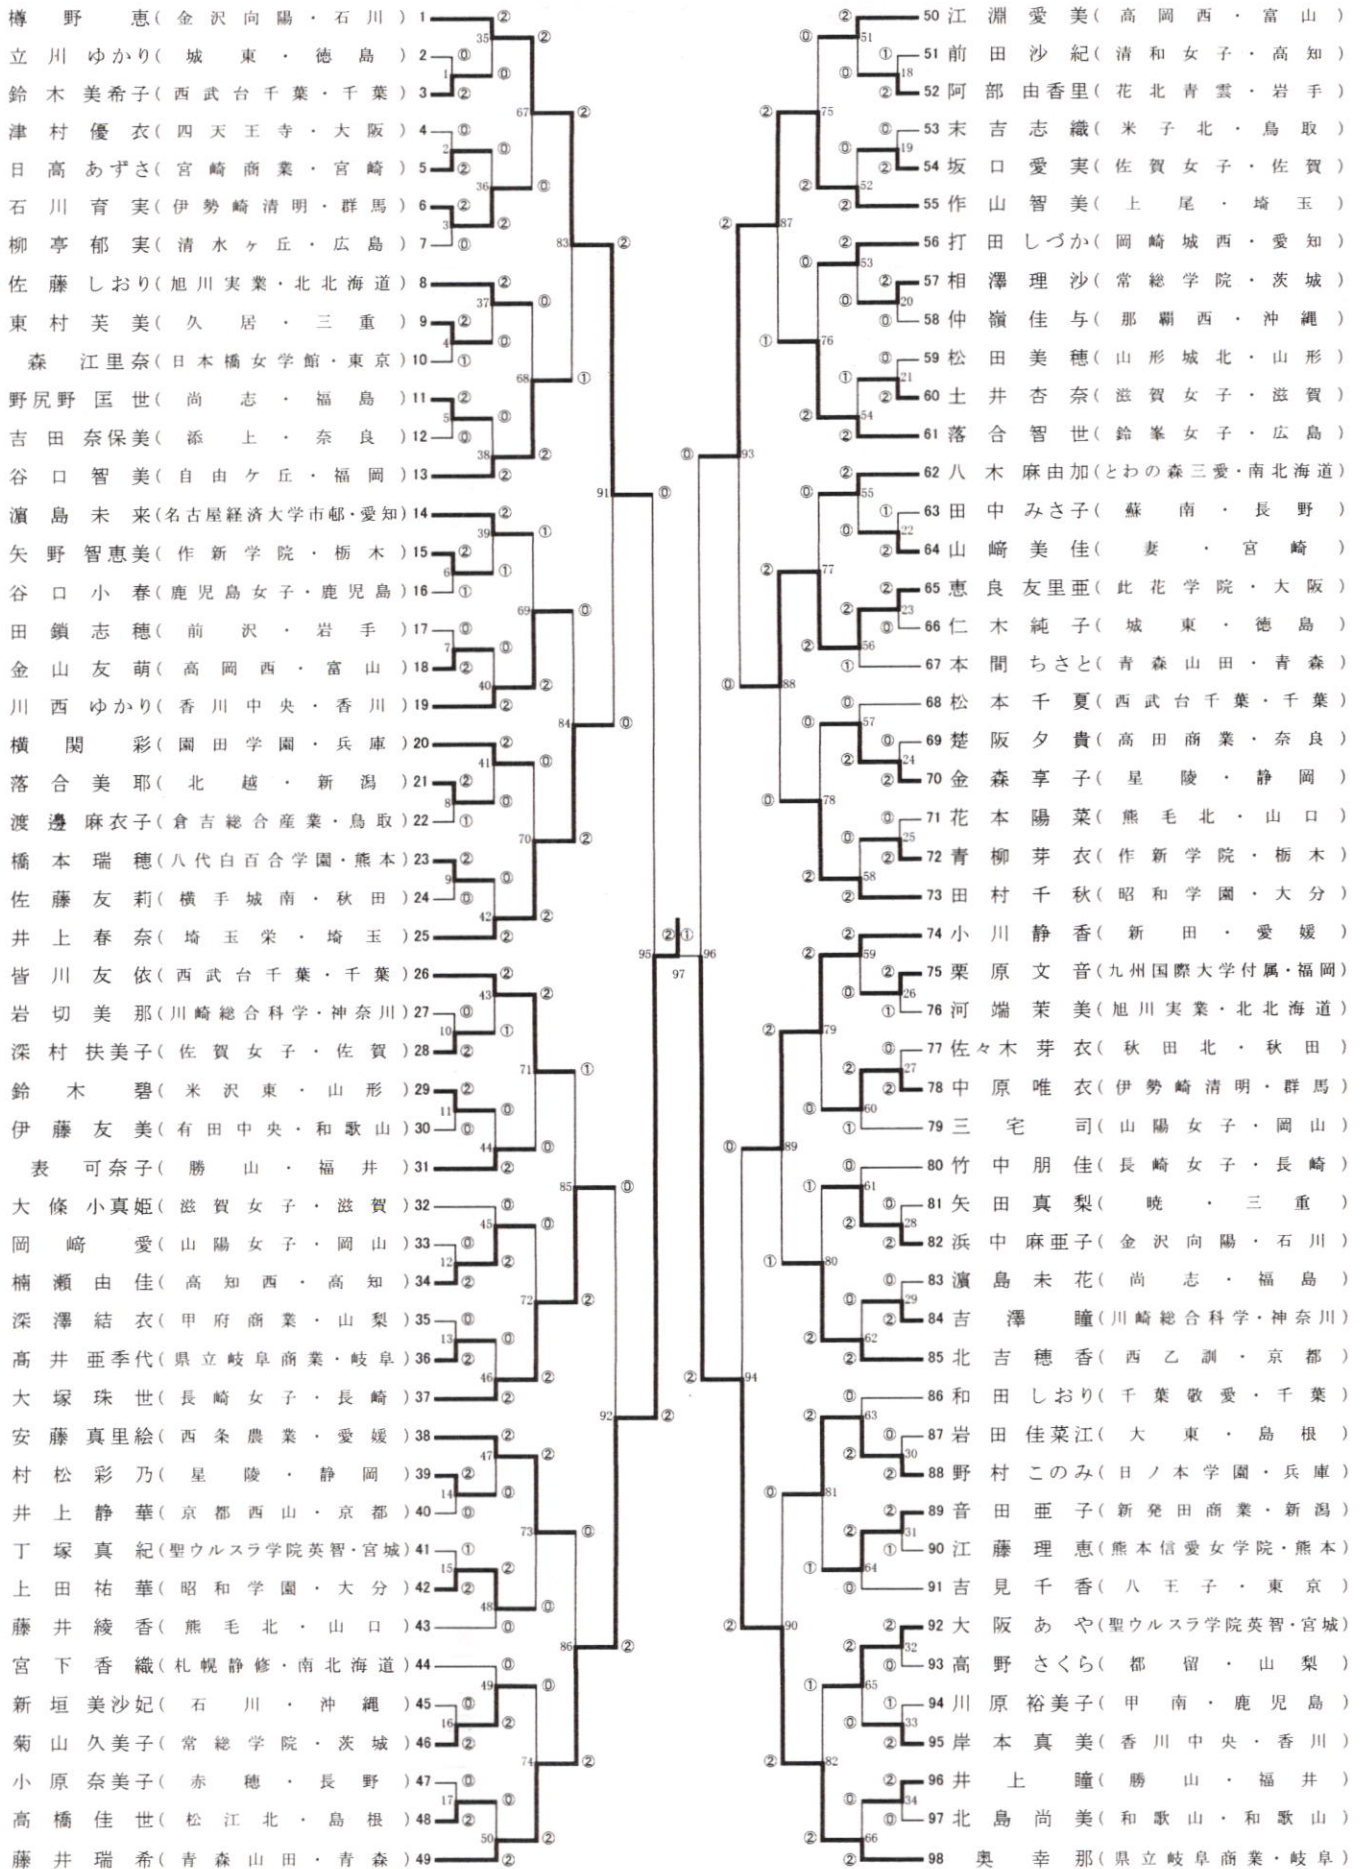 樽野 恵(金沢向陽・石川) 1
立川 ゆかり(城東・徳島) 2
鈴木 美希子(西武台千葉・千葉) 3
津村 優衣(四天王寺・大阪) 4
日高 あずさ(宮崎商業・宮崎) 5
石川 育実(伊勢崎清明・群馬) 6
柳亭 郁実(清水ヶ丘・広島) 7
佐藤 しおり(旭川実業・北北海道) 8
東村 芙美(久居・三重) 9
森 江里奈(日本橋女学館・東京) 10
野尻野 匡世(尚志・福島) 11
吉田 奈保美(添上・奈良) 12
谷口 智美(自由ケ丘・福岡) 13
濵島 未来(名古屋経済大学市邨・愛知) 14
矢野 智恵美(作新学院・栃木) 15
谷口 小春(鹿児島女子・鹿児島) 16
田鎖 志穂(前沢・岩手) 17
金山 友萌(高岡西・富山) 18
川西 ゆかり(香川中央・香川) 19
横関 彩(園田学園・兵庫) 20
落合 美耶(北越・新潟) 21
渡邊 麻衣子(倉吉総合産業・鳥取) 22
橋本 瑞穂(八代白百合学園・熊本) 23
佐藤 友莉(横手城南・秋田) 24
井上 春奈(埼玉栄・埼玉) 25
皆川 友依(西武台千葉・千葉) 26
岩切 美那(川崎総合科学・神奈川) 27
深村 扶美子(佐賀女子・佐賀) 28
鈴木 碧(米沢東・山形) 29
伊藤 友美(有田中央・和歌山) 30
表 可奈子(勝山・福井) 31
大條 小真姫(滋賀女子・滋賀) 32
岡﨑 愛(山陽女子・岡山) 33
楠瀬 由佳(高知西・高知) 34
深澤 結衣(甲府商業・山梨) 35
髙井 亜季代(県立岐阜商業・岐阜) 36
大塚 珠世(長崎女子・長崎) 37
安藤 真里絵(西条農業・愛媛) 38
村松 彩乃(星陵・静岡) 39
井上 静華(京都西山・京都) 40
丁塚 真紀(聖ウルスラ学院英智・宮城) 41
上田 祐華(昭和学園・大分) 42
藤井 綾香(熊毛北・山口) 43
宮下 香織(札幌静修・南北海道) 44
新垣 美沙妃(石川・沖縄) 45
菊山 久美子(常総学院・茨城) 46
小原 奈美子(赤穂・長野) 47
高橋 佳世(松江北・島根) 48
藤井 瑞希(青森山田・青森) 49
50 江淵 愛美(高岡西・富山)
51 前田 沙紀(清和女子・高知)
52 阿部 由香里(花北青雲・岩手)
53 末吉 志織(米子北・鳥取)
54 坂口 愛実(佐賀女子・佐賀)
55 作山 智美(上尾・埼玉)
56 打田 しづか(岡崎城西・愛知)
57 相澤 理沙(常総学院・茨城)
58 仲嶺 佳与(那覇西・沖縄)
59 松田 美穂(山形城北・山形)
60 土井 杏奈(滋賀女子・滋賀)
61 落合 智世(鈴峯女子・広島)
62 八木 麻由加(とわの森三愛・南北海道)
63 田中 みさ子(蘇南・長野)
64 山﨑 美佳(妻・宮崎)
65 恵良 友里亜(此花学院・大阪)
66 仁木 純子(城東・徳島)
67 本間 ちさと(青森山田・青森)
68 松本 千夏(西武台千葉・千葉)
69 楚阪 夕貴(高田商業・奈良)
70 金森 享子(星陵・静岡)
71 花本 陽菜(熊毛北・山口)
72 青柳 芽衣(作新学院・栃木)
73 田村 千秋(昭和学園・大分)
74 小川 静香(新田・愛媛)
75 栗原 文音(九州国際大学付属・福岡)
76 河端 茉美(旭川実業・北北海道)
77 佐々木 芽衣(秋田北・秋田)
78 中原 唯衣(伊勢崎清明・群馬)
79 三宅 司(山陽女子・岡山)
80 竹中 朋佳(長崎女子・長崎)
81 矢田 真梨(暁・三重)
82 浜中 麻亜子(金沢向陽・石川)
83 濵島 未花(尚志・福島)
84 吉澤 瞳(川崎総合科学・神奈川)
85 北吉 穂香(西乙訓・京都)
86 和田 しおり(千葉敬愛・千葉)
87 岩田 佳菜江(大東・島根)
88 野村 このみ(日ノ本学園・兵庫)
89 音田 亜子(新発田商業・新潟)
90 江藤 理恵(熊本信愛女学院・熊本)
91 吉見 千香(八王子・東京)
92 大阪 あや(聖ウルスラ学院英智・宮城)
93 高野 さくら(都留・山梨)
94 川原 裕美子(甲南・鹿児島)
95 岸本 真美(香川中央・香川)
96 井上 瞳(勝山・福井)
97 北島 尚美(和歌山・和歌山)
98 奥 幸那(県立岐阜商業・岐阜)